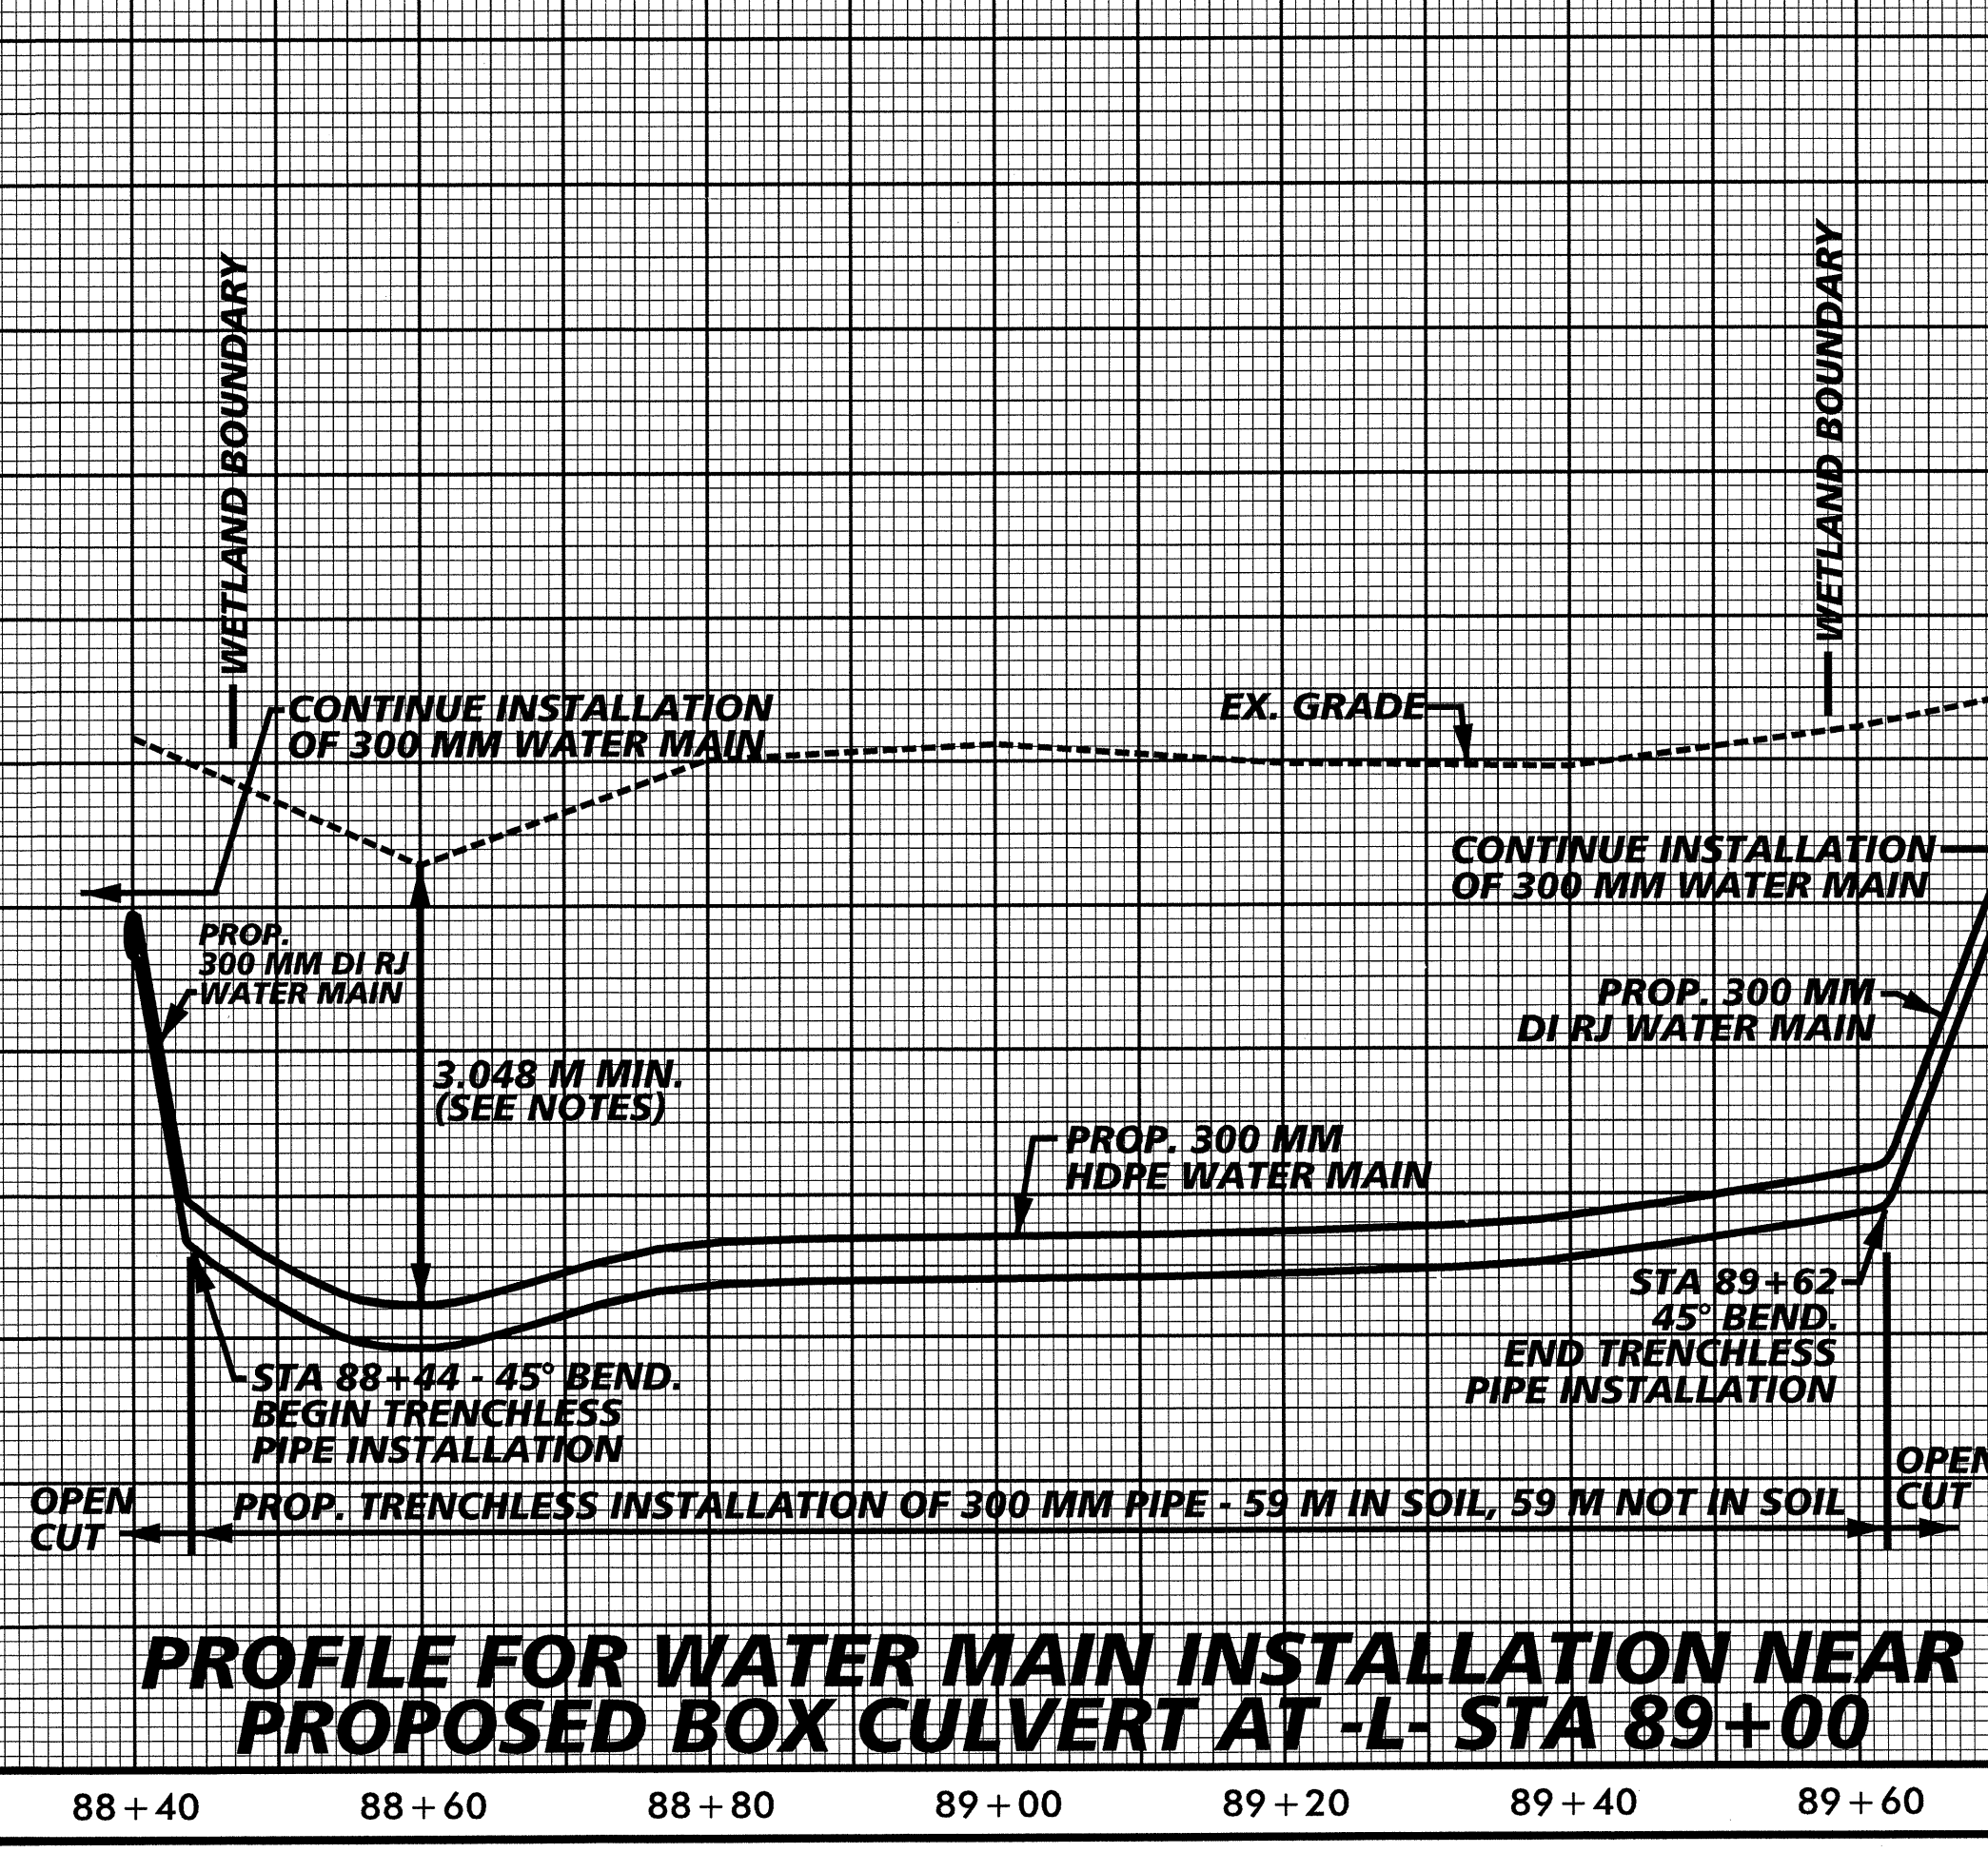 WETLAND BOUNDARY
WETLAND BOUNDARY
CONTINUE INSTALLATION
OF 300 MM WATER MAIN
EX. GRADE
CONTINUE INSTALLATION
OF 300 MM WATER MAIN
PROP.
300 MM DI RJ
WATER MAIN
PROP. 300 MM
DI RJ WATER MAIN
3.048 M MIN.
(SEE NOTES)
PROP. 300 MM
HDPE WATER MAIN
STA 88+44 - 45° BEND.
BEGIN TRENCHLESS
PIPE INSTALLATION
STA 89+62
45° BEND.
END TRENCHLESS
PIPE INSTALLATION
OPEN
CUT
PROP. TRENCHLESS INSTALLATION OF 300 MM PIPE - 59 M IN SOIL, 59 M NOT IN SOIL
OPEN
CUT
PROFILE FOR WATER MAIN INSTALLATION NEAR
PROPOSED BOX CULVERT AT -L- STA 89+00
88+40 88+60 88+80 89+00 89+20 89+40 89+60